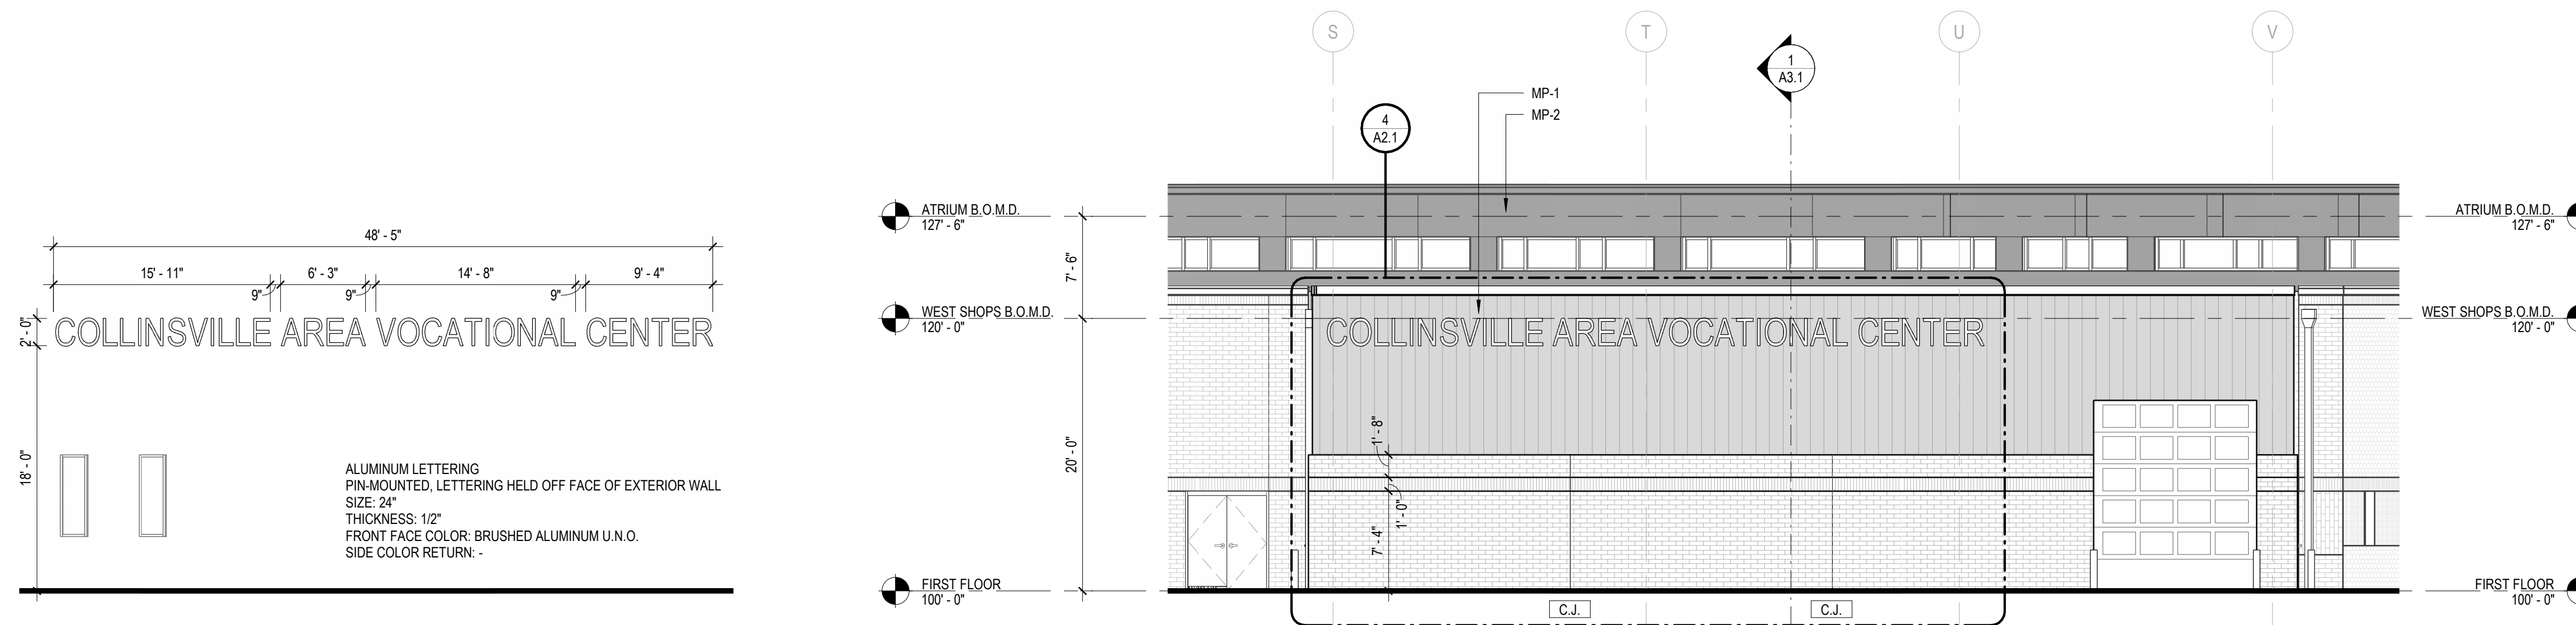 48' - 5"
15' - 11"
6' - 3"
14' - 8"
9' - 4"
9"
9"
9"
2' - 0"
COLLINSVILLE AREA VOCATIONAL CENTER
18' - 0"
ALUMINUM LETTERING
PIN-MOUNTED, LETTERING HELD OFF FACE OF EXTERIOR WALL
SIZE: 24"
THICKNESS: 1/2"
FRONT FACE COLOR: BRUSHED ALUMINUM U.N.O.
SIDE COLOR RETURN: -
S
T
U
V
1
A3.1
MP-1
MP-2
4
A2.1
ATRIUM B.O.M.D.
127' - 6"
7' - 6"
WEST SHOPS B.O.M.D.
120' - 0"
20' - 0"
FIRST FLOOR
100' - 0"
COLLINSVILLE AREA VOCATIONAL CENTER
1' - 8"
1' - 0"
7' - 4"
C.J.
C.J.
ATRIUM B.O.M.D.
127' - 6"
WEST SHOPS B.O.M.D.
120' - 0"
FIRST FLOOR
100' - 0"